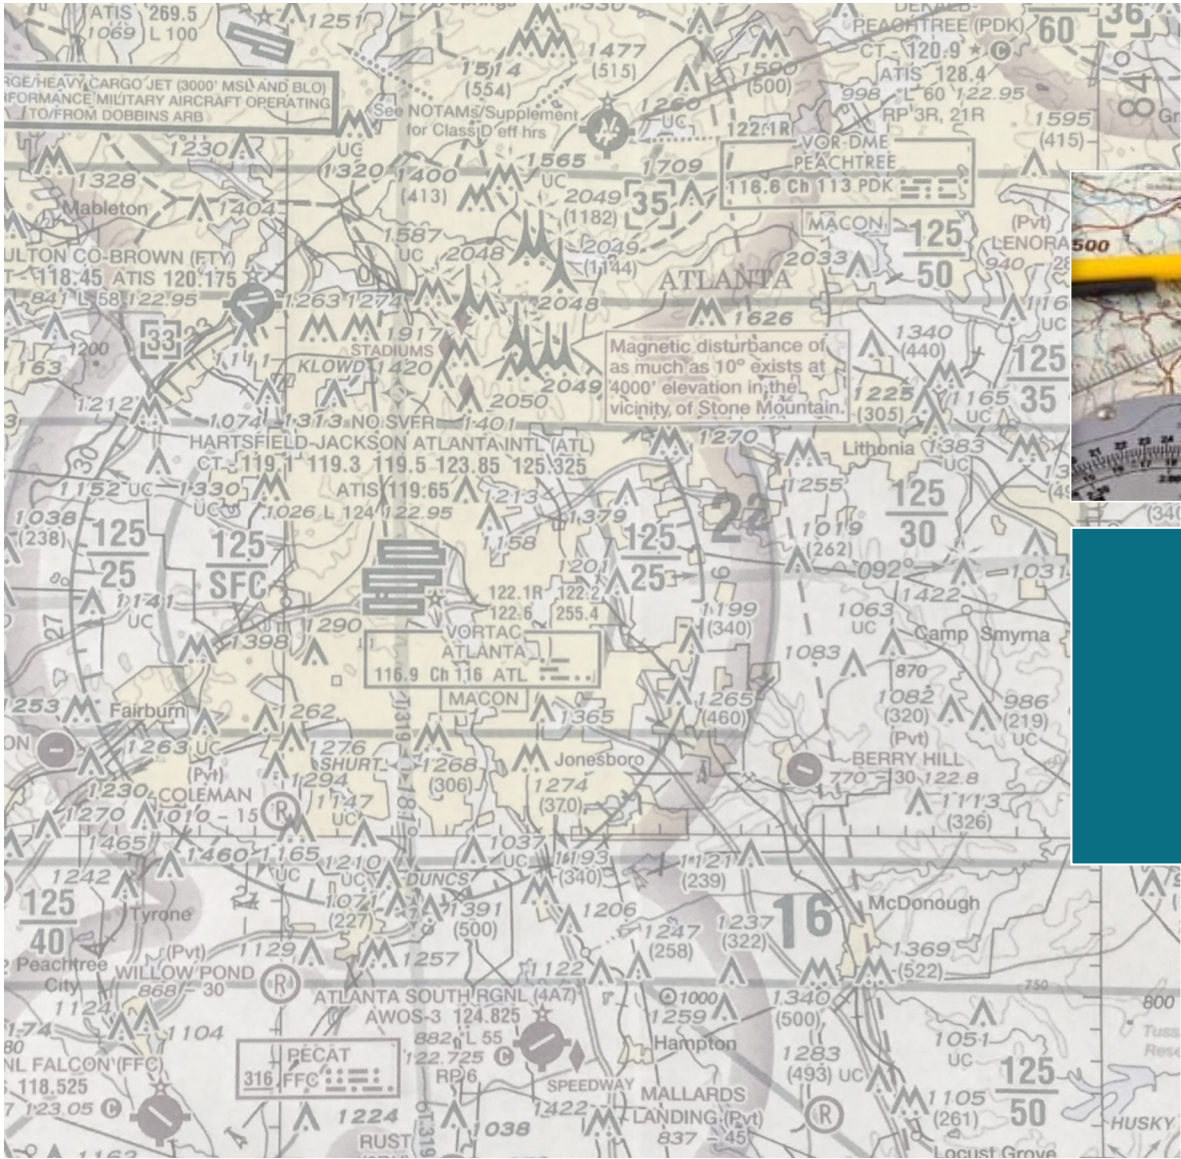 ATIS 269.5
1069 L 100
1251
1477
(515)
1514
(554)
1590
(500)
PEACHTREE (PDK)
CT - 120.9 ★ C
ATIS 128.4
998 L 60 122.95
RP 3R, 21R
60
36
84°
RGE/HEAVY CARGO JET (3000' MSL AND BLO)
RFORMANCE MILITARY AIRCRAFT OPERATING
TO/FROM DOBBINS ARB
See NOTAMs/Supplement
for Class D eff hrs
1260
UC
122.1R
1595
(415)
1230
UC
1320
1400
(413)
1565
UC
1709
VOR-DME
PEACHTREE
116.6 Ch 113 PDK
MACON
1328
Mableton
1404
2049
(1182)
35
125
50
(Pvt)
LENORA
940
1587
UC
2048
2049
(1144)
2033
ULTON CO-BROWN (FTY)
118.45 ATIS 120.175
841 L 58 122.95
1263
1274
2048
ATLANTA
1626
116
UC
33
1200
163
1917
STADIUMS
KLOWD
1420
2049
2050
Magnetic disturbance of
as much as 10° exists at
4000' elevation in the
vicinity of Stone Mountain.
1340
(440)
125
35
1225
(305)
1165
UC
500
1212
1074
1313
NO SVFR
1401
HARTSFIELD-JACKSON ATLANTA INTL (ATL)
CT - 119.1 119.3 119.5 123.85 125.325
ATIS 119.65
1026 L 124 122.95
1270
Lithonia
1383
UC
30
1152 UC
1330
UC
1213
1255
125
30
1038
(238)
125
25
125
SFC
1158
1379
125
25
22
1019
(262)
092°
1031
1422
1201
122.1R 122.2
122.6 255.4
1141
UC
27
1398
1290
VORTAC
ATLANTA
116.9 Ch 116 ATL
MACON
1199
(340)
1063
UC
Camp Smyrna
1083
870
1082
(320)
(Pvt)
986
(219)
UC
1253
Fairburn
1262
1365
1265
(460)
1263 UC
(Pvt)
COLEMAN
1010 - 15
R
1276
SHURT
1294
1268
(306)
Jonesboro
1274
(370)
BERRY HILL
770 - 30 122.8
1230
1270
1147
UC
1113
(326)
1465
1460
1165
UC
1210
UC
1037
UC
1193
(340)
1121
(239)
1242
DUNCS
125
40
Tyrone
1071
(227)
1391
(500)
1206
1247
(258)
1237
(322)
16
McDonough
1369
(522)
Peachtree
City
(Pvt)
WILLOW POND
868 - 30
1129
R
1257
1122
1340
(500)
750
800
ATLANTA SOUTH RGNL (4A7)
AWOS-3 124.825
882 L 55
122.725 C
RP 6
1000
1259
1124
1104
174
Hampton
1051
UC
NL FALCON (FFC)
118.525
123.05 C
PECAT
316 FFC
SPEEDWAY
1283
(493) UC
125
50
MALLARDS
LANDING (Pvt)
837 - 45
R
1105
(261)
1224
1038
1422
HUSKY
RUST
1162
Locust Grove